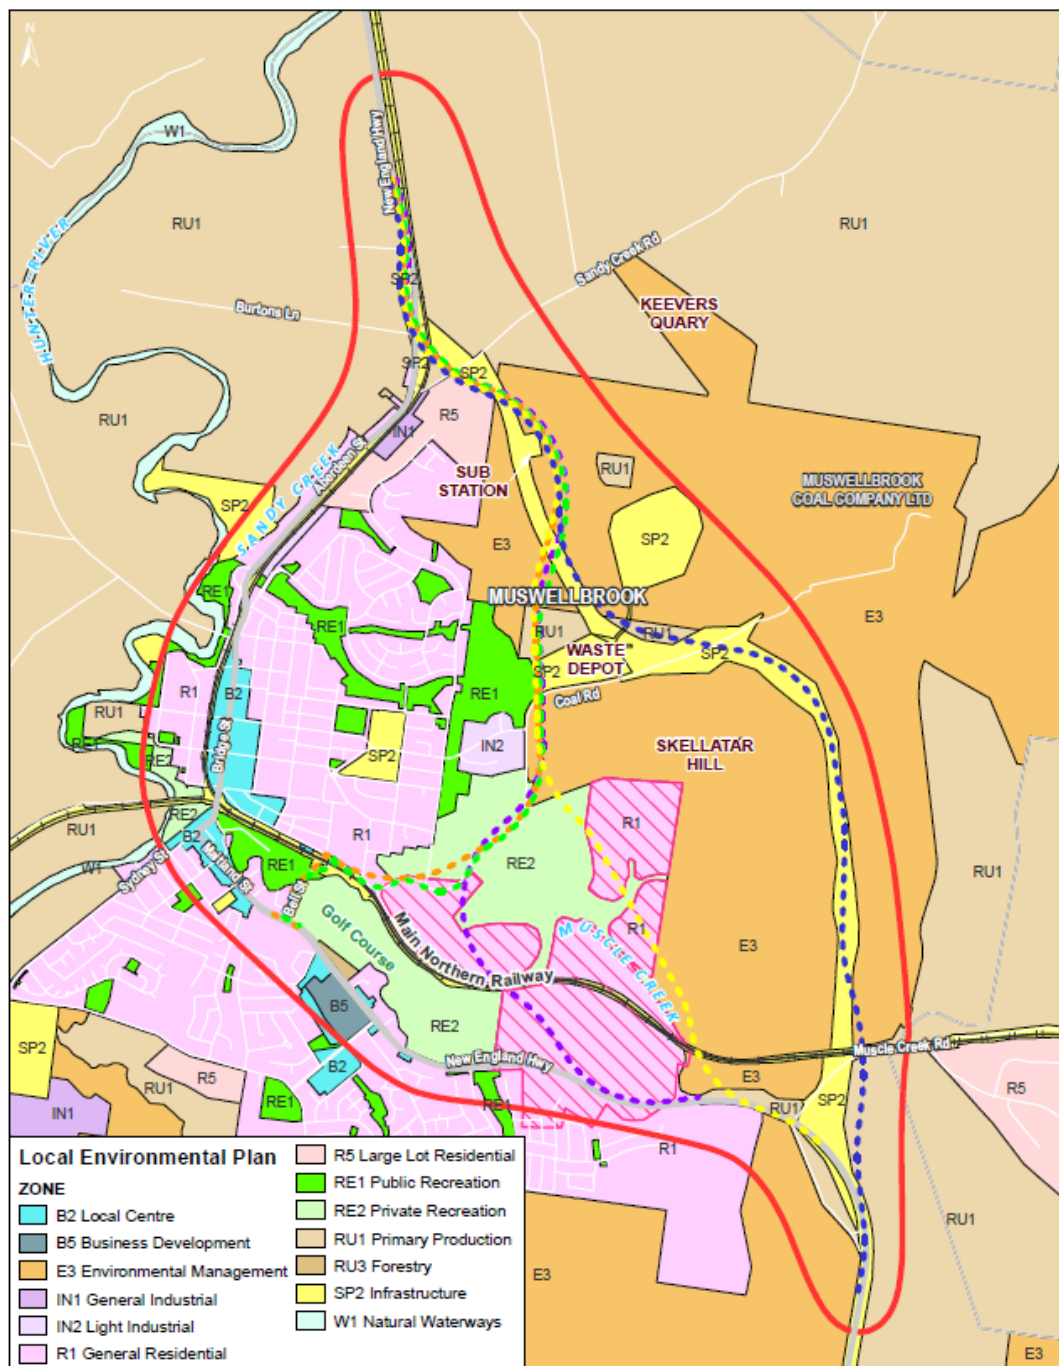 N
W1
New England Hwy
RU1
RU1
HUNTER RIVER
Sandy Creek Rd
SP2
KEEVERS
QUARY
Burtons Ln
SP2
SP2
R5
RU1
IN1
Aberdeen St
SUB
STATION
RU1
MUSWELLBROOK
COAL COMPANY LTD
SANDY CREEK
SP2
SP2
E3
RE1
MUSWELLBROOK
RE1
RU1
RU1
E3
WASTE
DEPOT
SP2
SP2
RE1
R1
B2
Coal Rd
RU1
IN2
SKELLATAR
HILL
RE1
RE2
Bridge St
SP2
RE2
R1
R1
RU1
B2
RE1
RE2
W1
Sydney St
Maitland St
Bell St
RU1
Golf Course
MUSCLE CREEK
R1
Main Northern Railway
E3
B5
RE2
SP2
B2
New England Hwy
Muscle Creek Rd
R5
RU1
E3
R5
IN1
RE1
RE1
RU1
SP2
R1
RU1
E3
E3
Local Environmental Plan
ZONE
B2 Local Centre
B5 Business Development
E3 Environmental Management
IN1 General Industrial
IN2 Light Industrial
R1 General Residential
R5 Large Lot Residential
RE1 Public Recreation
RE2 Private Recreation
RU1 Primary Production
RU3 Forestry
SP2 Infrastructure
W1 Natural Waterways